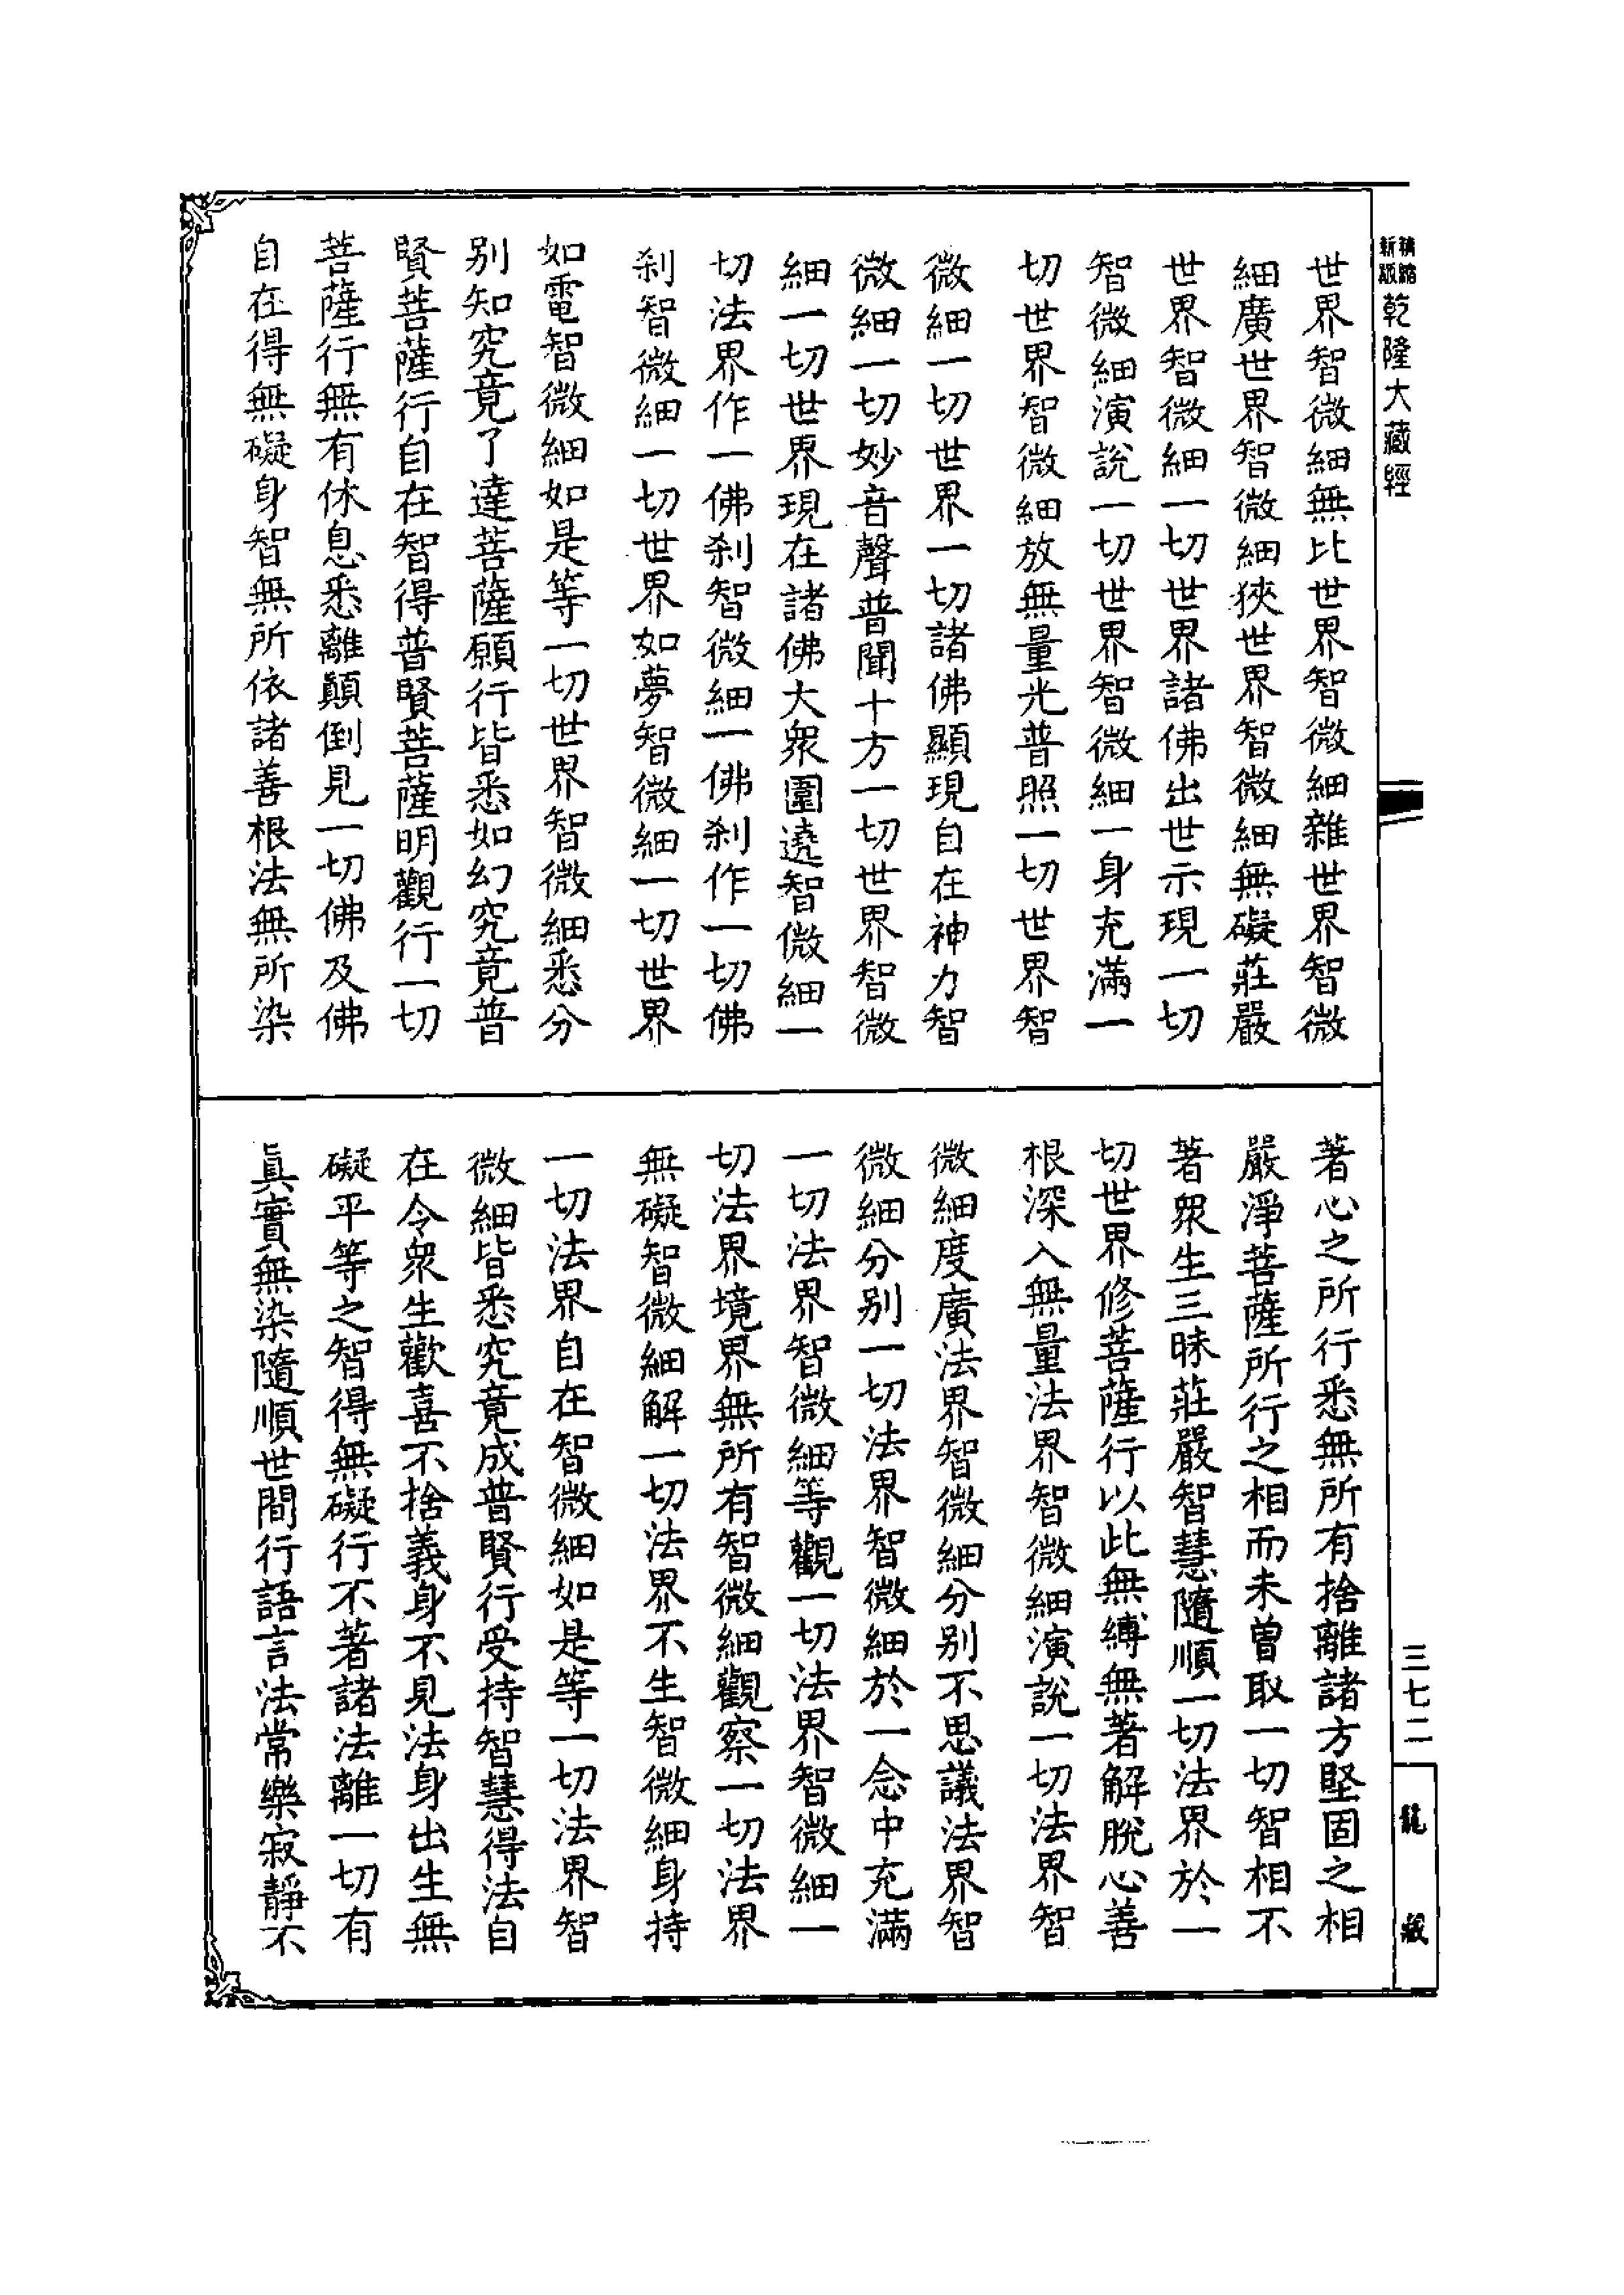 精縮
新版
乾隆大藏經
世界智微細無比世界智微細雜世界智微
細廣世界智微細狹世界智微細無礙莊嚴
世界智微細一切世界諸佛出世示現一切
智微細演說一切世界智微細一身充滿一
切世界智微細放無量光普照一切世界智
微細一切世界一切諸佛顯現自在神力智
微細一切妙音聲普聞十方一切世界智微
細一切世界現在諸佛大眾圍遶智微細一
切法界作一佛刹智微細一佛刹作一切佛
刹智微細一切世界如夢智微細一切世界
如電智微細如是等一切世界智微細悉分
別知究竟了達菩薩願行皆悉如幻究竟普
賢菩薩行自在智得普賢菩薩明觀行一切
菩薩行無有休息悉離顛倒見一切佛及佛
自在得無礙身智無所依諸善根法無所染
著心之所行悉無所有捨離諸方堅固之相
嚴淨菩薩所行之相而未曾取一切智相不
著眾生三昧莊嚴智慧隨順一切法界於一
切世界修菩薩行以此無縛無著解脫心善
根深入無量法界智微細演說一切法界智
微細度廣法界智微細分別不思議法界智
微細分別一切法界智微細於一念中充滿
一切法界智微細等觀一切法界智微細一
切法界境界無所有智微細觀察一切法界
無礙智微細解一切法界不生智微細身持
一切法界自在智微細如是等一切法界智
微細皆悉究竟成普賢行受持智慧得法自
在令眾生歡喜不捨義身不見法身出生無
礙平等之智得無礙行不著諸法離一切有
眞實無染隨順世間行語言法常樂寂靜不
三七二
龍藏